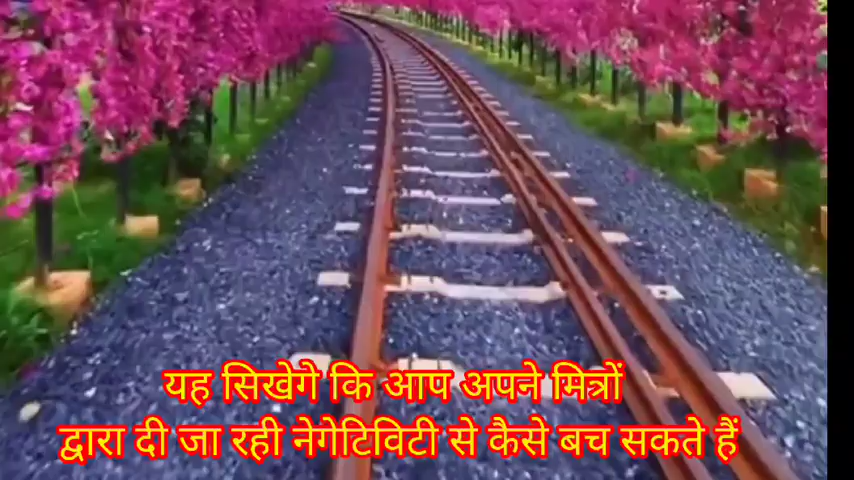 यह सिखेगे कि आप अपने मित्रों
द्वारा दी जा रही नेगेटिविटी से कैसे बच सकते हैं